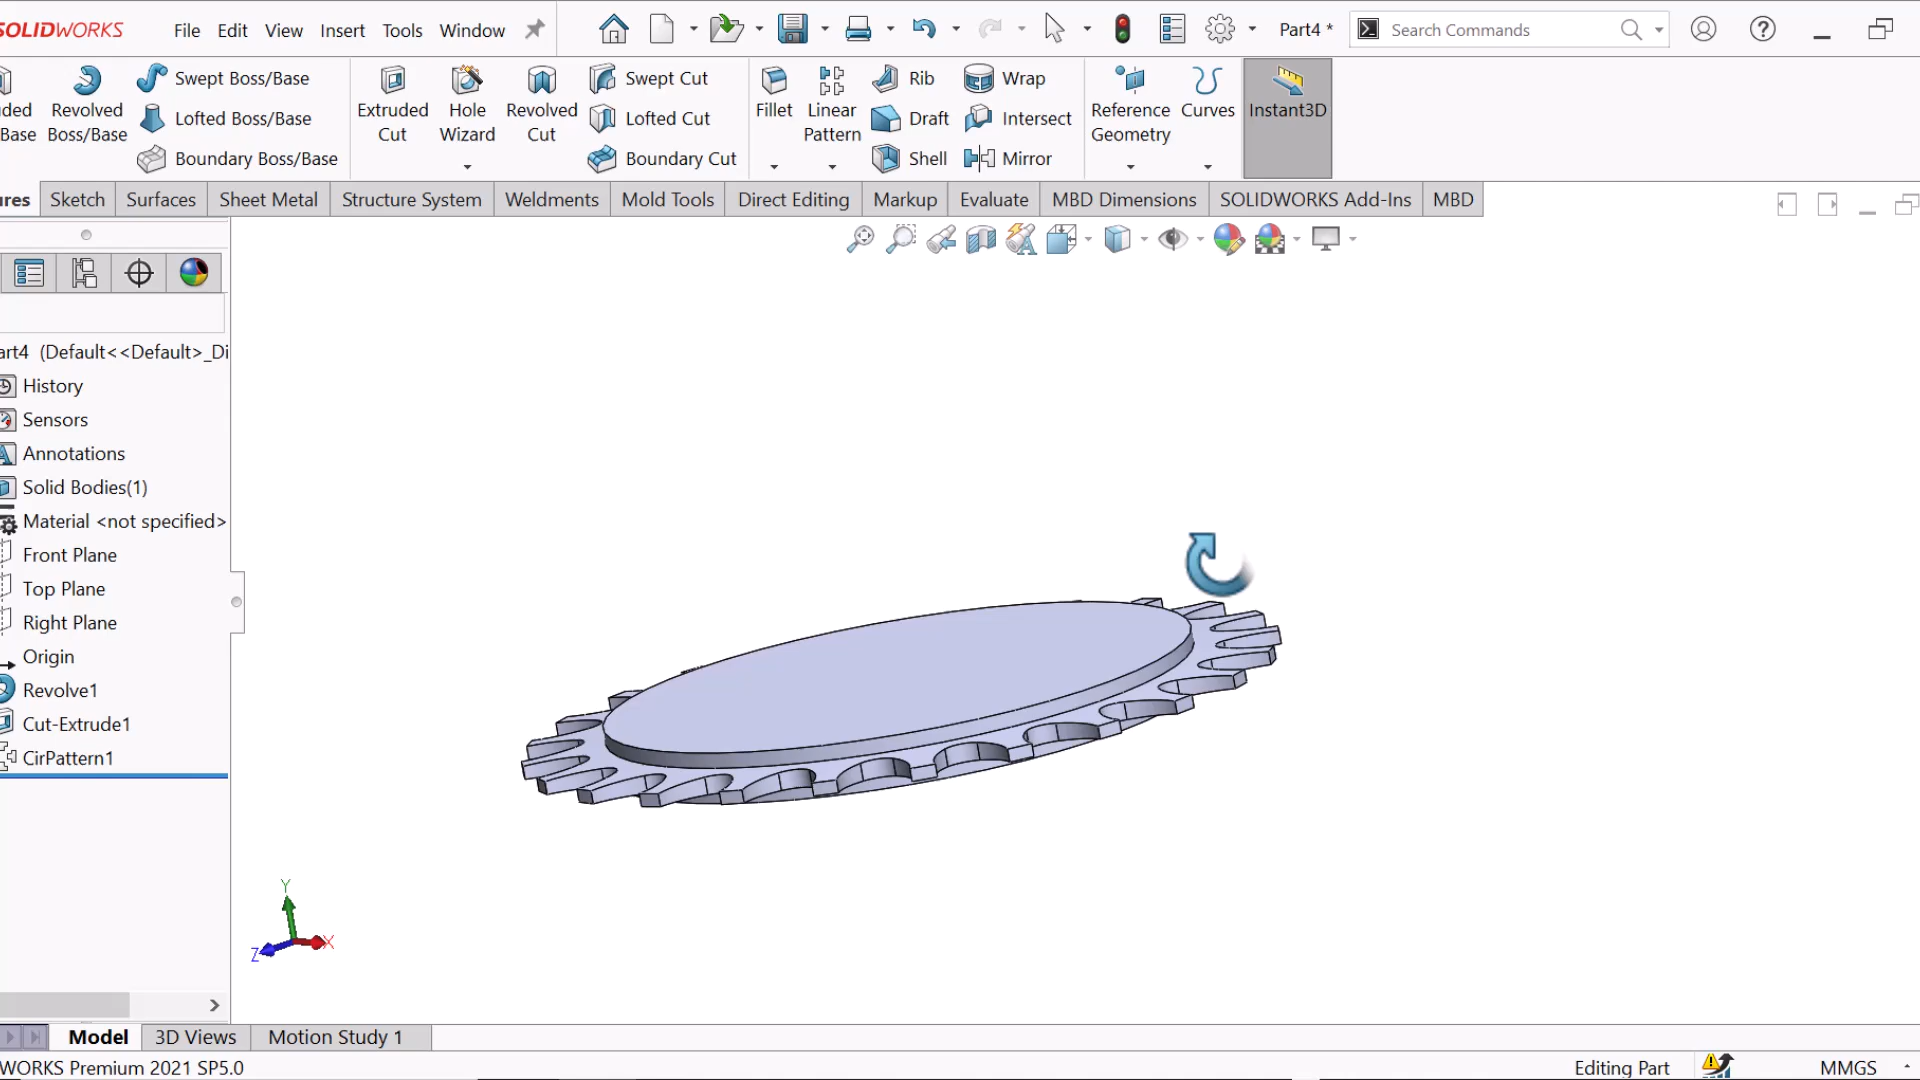 SOLIDWORKS File Edit View Insert Tools Window Part4 * Search Commands
ded Base
Revolved Boss/Base
Swept Boss/Base
Lofted Boss/Base
Boundary Boss/Base
Extruded Cut
Hole Wizard
Revolved Cut
Swept Cut
Lofted Cut
Boundary Cut
Fillet
Linear Pattern
Rib
Draft
Shell
Wrap
Intersect
Mirror
Reference Geometry
Curves
Instant3D
res Sketch Surfaces Sheet Metal Structure System Weldments Mold Tools Direct Editing Markup Evaluate MBD Dimensions SOLIDWORKS Add-Ins MBD
art4 (Default<<Default>_Di
History
Sensors
Annotations
Solid Bodies(1)
Material <not specified>
Front Plane
Top Plane
Right Plane
Origin
Revolve1
Cut-Extrude1
CirPattern1
Y
X
Z
Model 3D Views Motion Study 1
WORKS Premium 2021 SP5.0 Editing Part MMGS